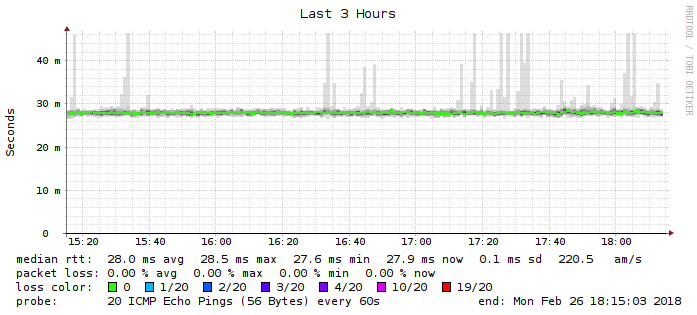 Last 3 Hours
RRDTOOL / TOBI OETIKER
Seconds
40 m
30 m
20 m
10 m
0
15:20 15:40 16:00 16:20 16:40 17:00 17:20 17:40 18:00
median rtt: 28.0 ms avg 28.5 ms max 27.6 ms min 27.9 ms now 0.1 ms sd 220.5 am/s
packet loss: 0.00 % avg 0.00 % max 0.00 % min 0.00 % now
loss color: 0 1/20 2/20 3/20 4/20 10/20 19/20
probe: 20 ICMP Echo Pings (56 Bytes) every 60s end: Mon Feb 26 18:15:03 2018